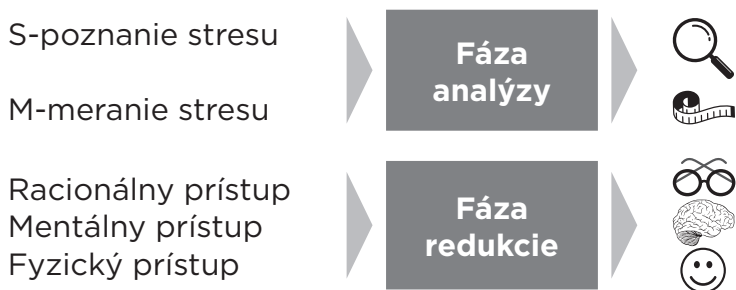 S-poznanie stresu
M-meranie stresu
Fáza
analýzy
Racionálny prístup
Mentálny prístup
Fyzický prístup
Fáza
redukcie